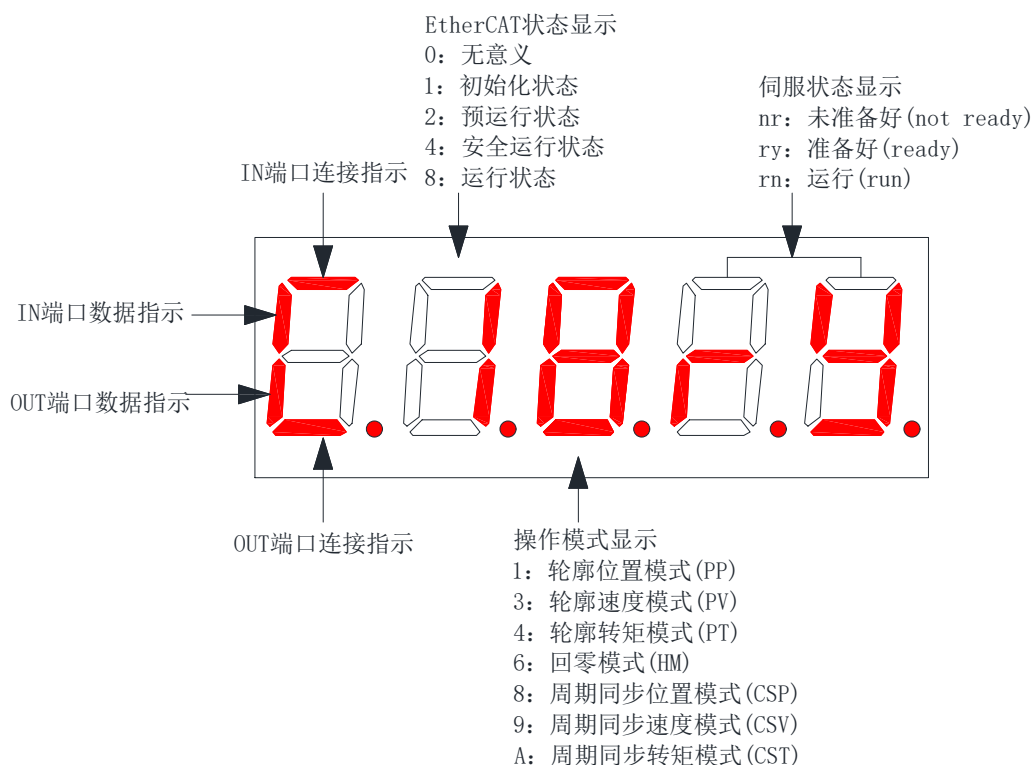 EtherCAT状态显示
0：无意义
1：初始化状态
2：预运行状态
4：安全运行状态
8：运行状态
伺服状态显示
nr：未准备好(not ready)
ry：准备好(ready)
rn：运行(run)
IN端口连接指示
IN端口数据指示
OUT端口数据指示
OUT端口连接指示
操作模式显示
1：轮廓位置模式(PP)
3：轮廓速度模式(PV)
4：轮廓转矩模式(PT)
6：回零模式(HM)
8：周期同步位置模式(CSP)
9：周期同步速度模式(CSV)
A：周期同步转矩模式(CST)